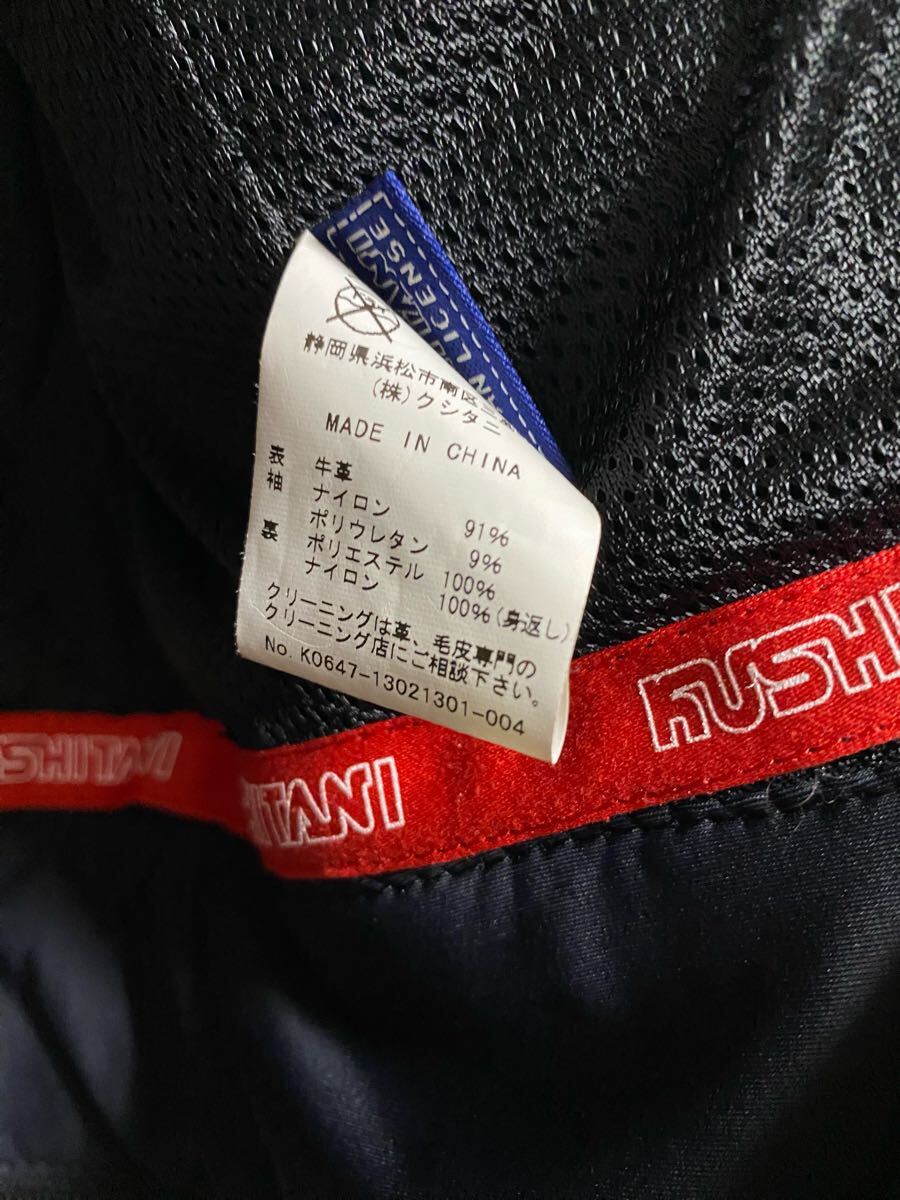 LICENSE
静岡県浜松市南区
(株)クシタニ
MADE IN CHINA
表 牛革
袖 ナイロン 91%
ポリウレタン 9%
裏 ポリエステル 100%
ナイロン 100%(身返し)
クリーニングは革、毛皮専門の
クリーニング店にご相談下さい。
No. K0647-13021301-004
KUSHI
SHITANI
SHITANI